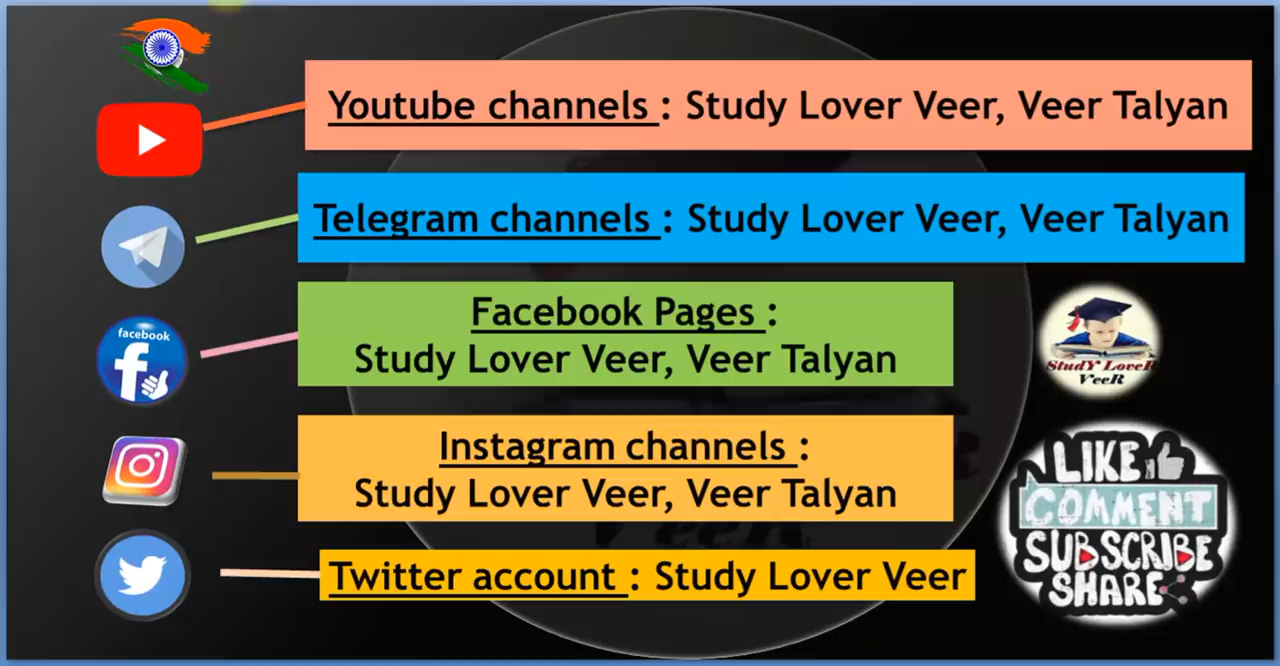 Youtube channels : Study Lover Veer, Veer Talyan
Telegram channels : Study Lover Veer, Veer Talyan
facebook
Facebook Pages :
Study Lover Veer, Veer Talyan
StudY LoveR
VeeR
Instagram channels :
Study Lover Veer, Veer Talyan
LIKE
COMMENT
SUBSCRIBE
SHARE
Twitter account : Study Lover Veer